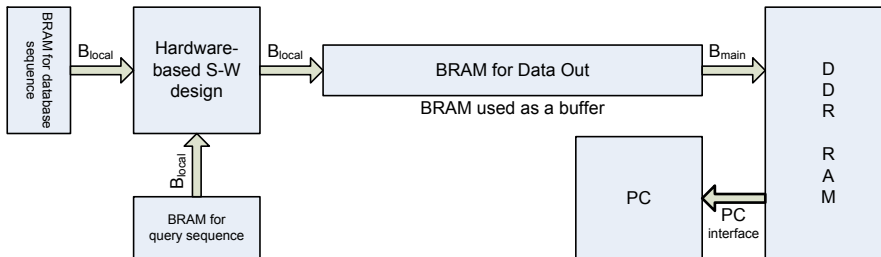 BRAM for database
sequence
B_local
Hardware-
based S-W
design
B_local
BRAM for Data Out
BRAM used as a buffer
B_main
D
D
R
R
A
M
B_local
BRAM for
query sequence
PC
PC
interface